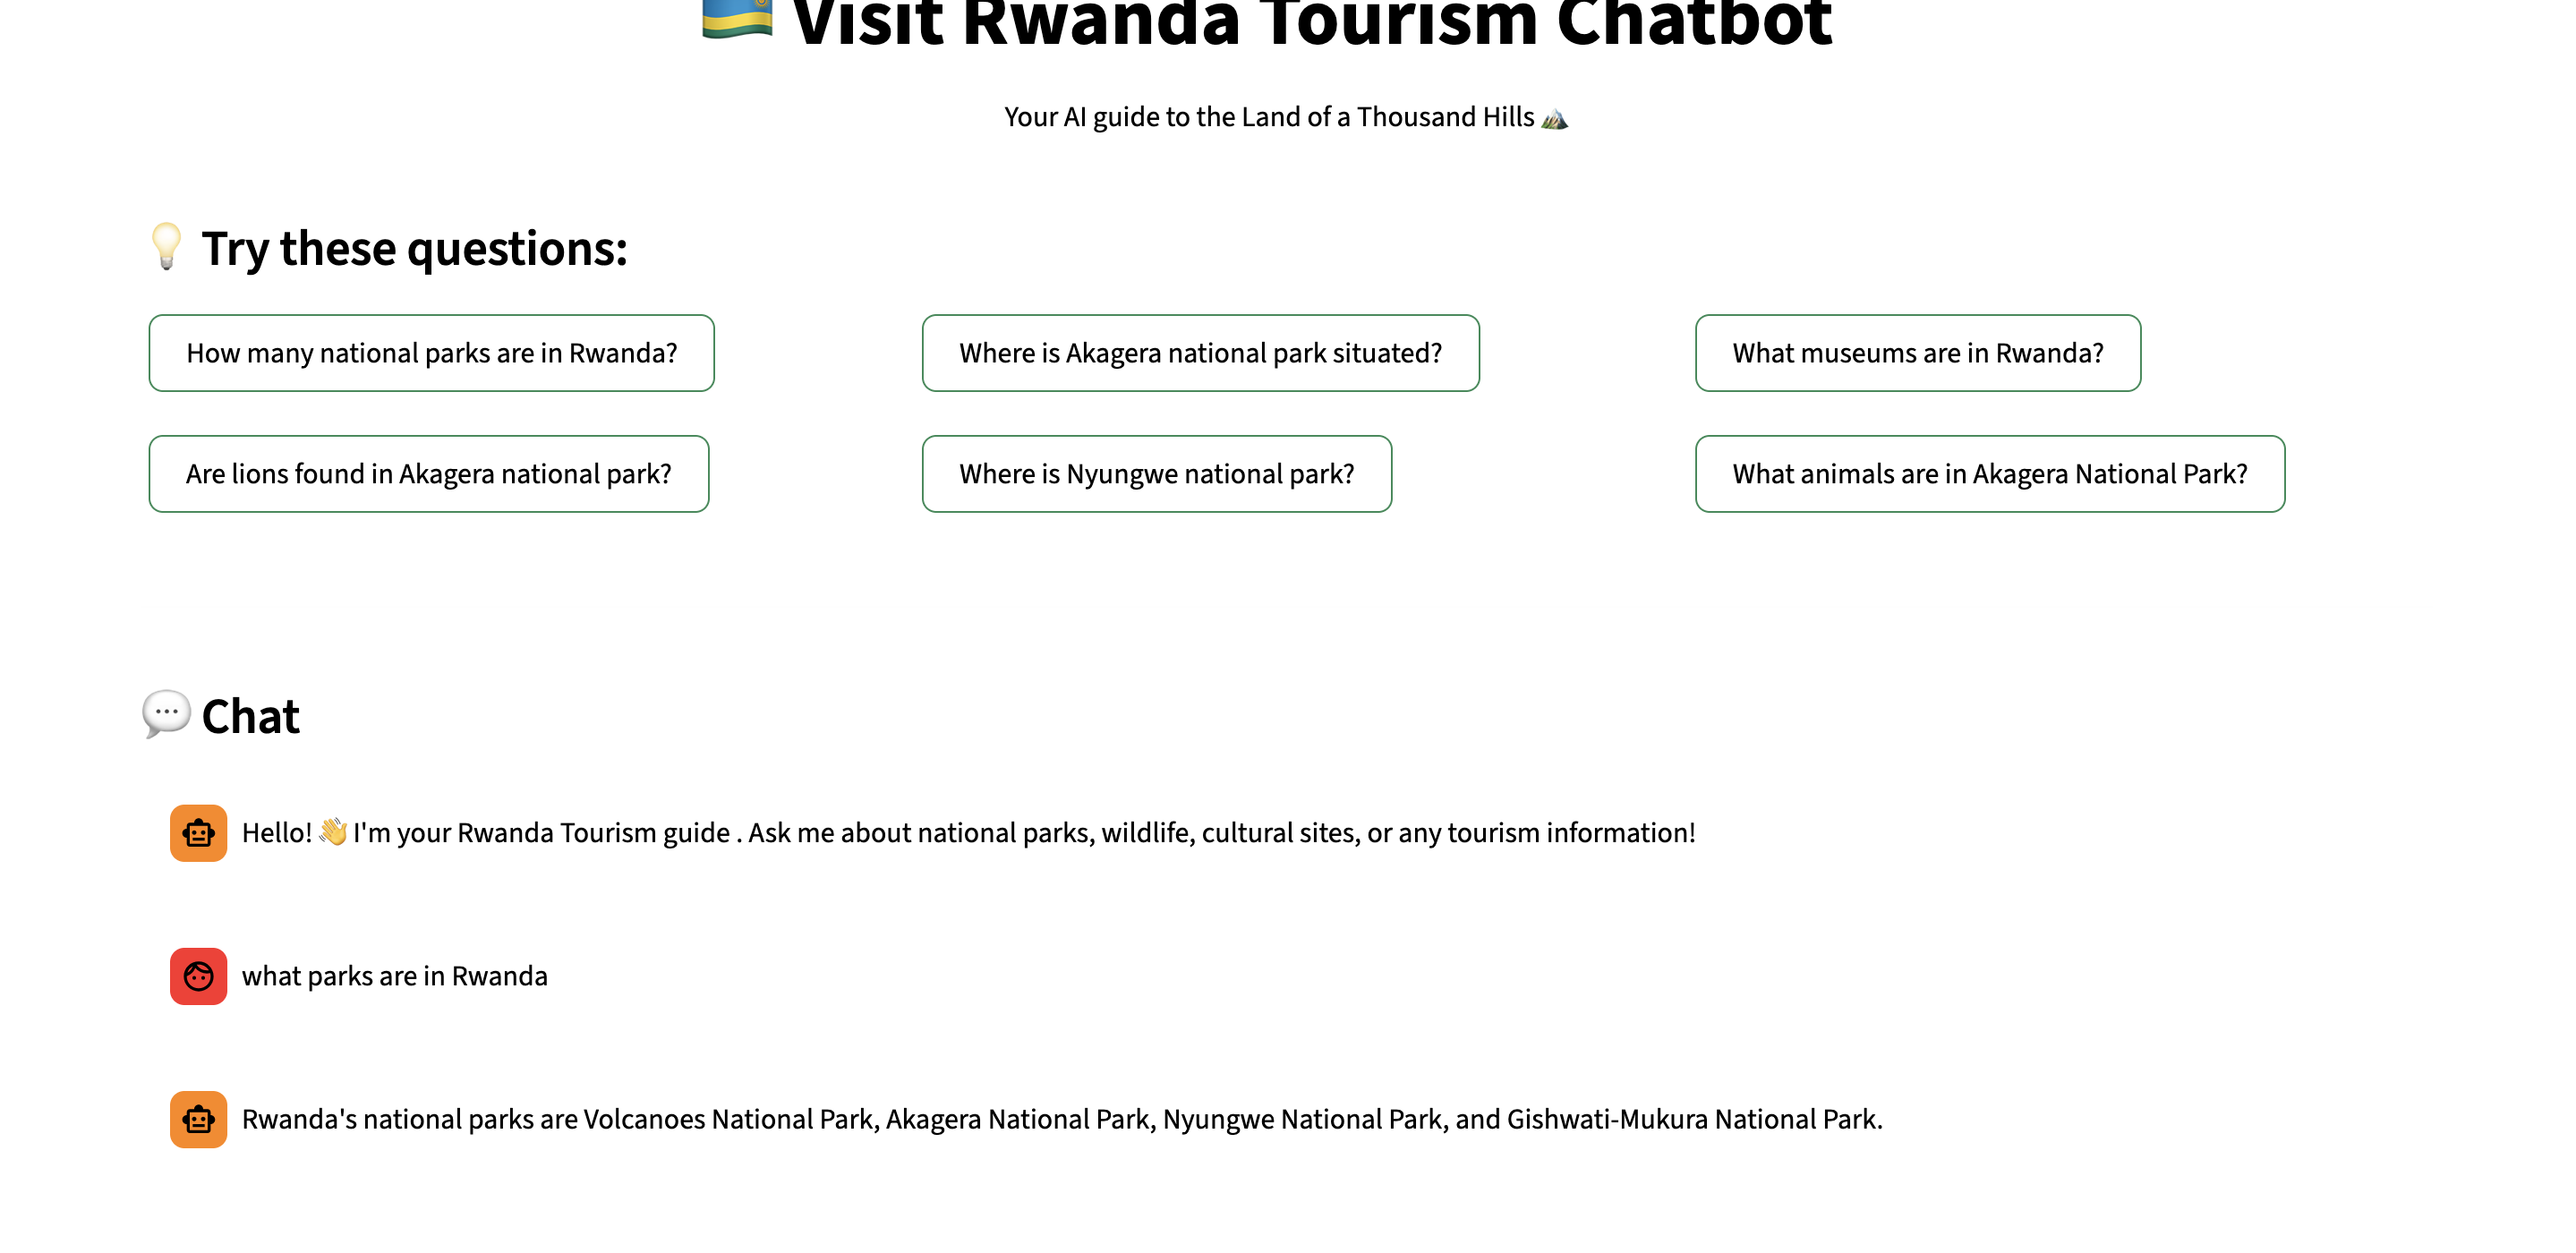 Visit Rwanda Tourism Chatbot
Your AI guide to the Land of a Thousand Hills
Try these questions:
How many national parks are in Rwanda?
Where is Akagera national park situated?
What museums are in Rwanda?
Are lions found in Akagera national park?
Where is Nyungwe national park?
What animals are in Akagera National Park?
Chat
Hello! 👋 I'm your Rwanda Tourism guide . Ask me about national parks, wildlife, cultural sites, or any tourism information!
what parks are in Rwanda
Rwanda's national parks are Volcanoes National Park, Akagera National Park, Nyungwe National Park, and Gishwati-Mukura National Park.